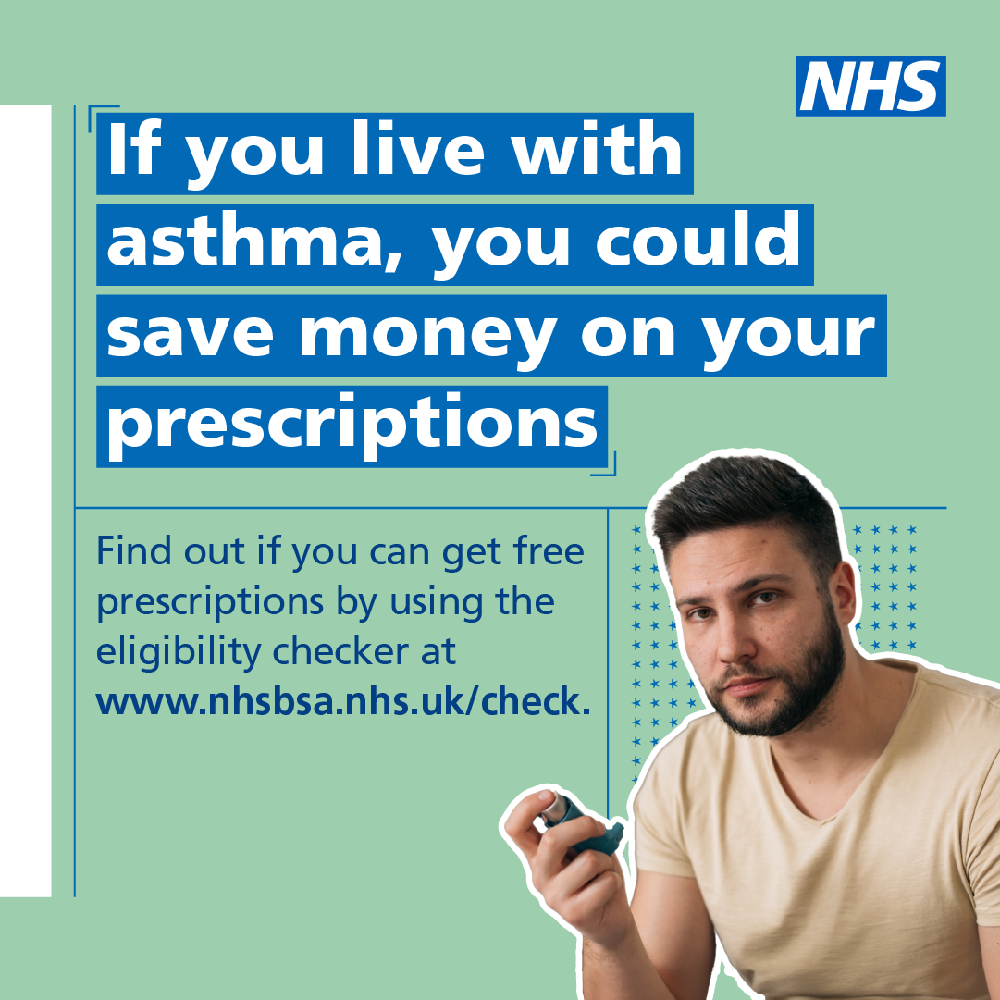 NHS
If you live with
asthma, you could
save money on your
prescriptions
Find out if you can get free
prescriptions by using the
eligibility checker at
www.nhsbsa.nhs.uk/check.